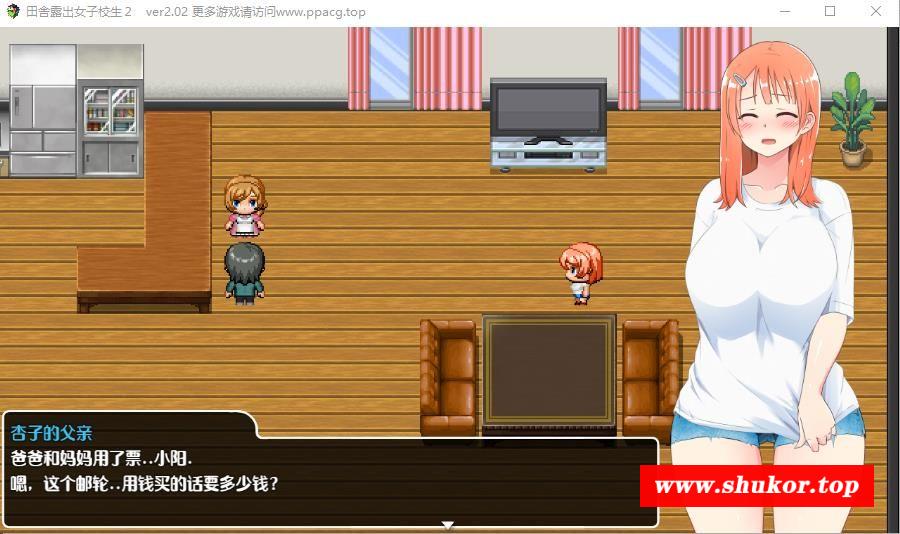 田舎露出女子校生２　ver2.02 更多游戏请访问www.ppacg.top
杏子的父亲
爸爸和妈妈用了票..小阳.
嗯，这个邮轮..用钱买的话要多少钱？
www.shukor.top